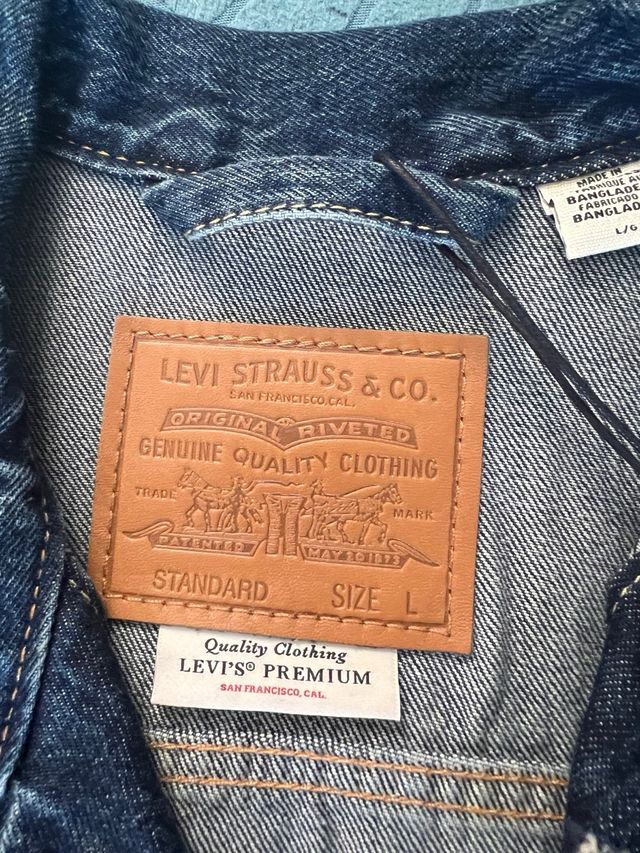 MADE IN
BANGLADE
FABRICADO
BANGLADE
L/G
LEVI STRAUSS & CO.
SAN FRANCISCO, CAL.
ORIGINAL RIVETED
GENUINE QUALITY CLOTHING
TRADE MARK
PATENTED MAY 20 1873
STANDARD SIZE L
Quality Clothing
LEVI'S® PREMIUM
SAN FRANCISCO, CAL.